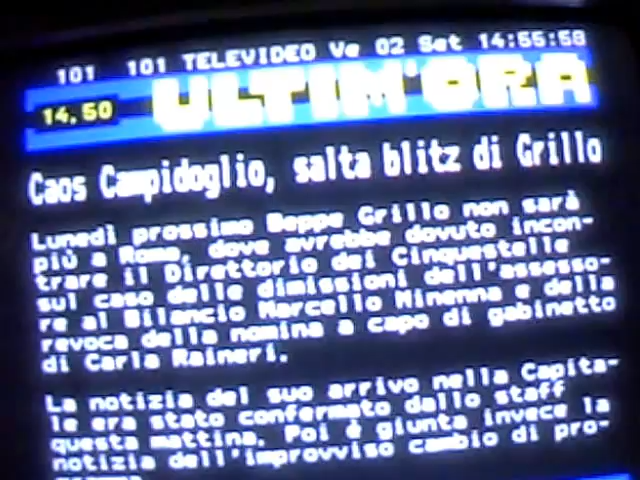 101 101 TELEVIDEO Ve 02 Set 14:55:58
14.50 ULTIM'ORA
Caos Campidoglio, salta blitz di Grillo
Lunedì prossimo Beppe Grillo non sarà
più a Roma, dove avrebbe dovuto incon-
trare il Direttorio dei Cinquestelle
sul caso delle dimissioni dell'assesso-
re al Bilancio Marcello Minenna e della
revoca della nomina a capo di gabinetto
di Carla Raineri.
La notizia del suo arrivo nella Capita-
le era stato confermato dallo staff
questa mattina. Poi è giunta invece la
notizia dell'improvviso cambio di pro-